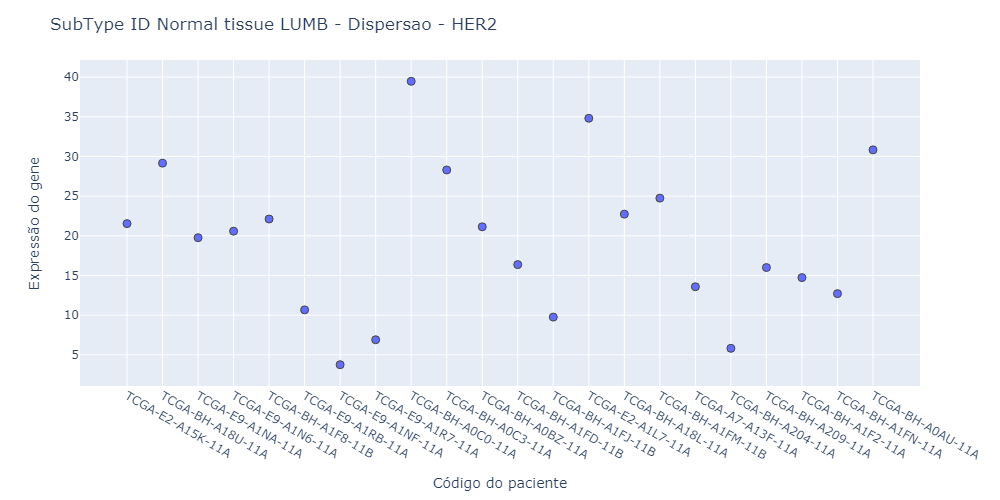 SubType ID Normal tissue LUMB - Dispersao - HER2
Expressão do gene
40
35
30
25
20
15
10
5
TCGA-E2-A15K-11A
TCGA-BH-A18U-11A
TCGA-E9-A1NA-11A
TCGA-E9-A1N6-11A
TCGA-BH-A1F8-11B
TCGA-E9-A1RB-11A
TCGA-E9-A1NF-11A
TCGA-E9-A1R7-11A
TCGA-BH-A0C0-11A
TCGA-BH-A0C3-11A
TCGA-BH-A0BZ-11A
TCGA-BH-A1FD-11B
TCGA-BH-A1FJ-11B
TCGA-E2-A1L7-11A
TCGA-BH-A18L-11A
TCGA-BH-A1FM-11B
TCGA-A7-A13F-11A
TCGA-BH-A204-11A
TCGA-BH-A209-11A
TCGA-BH-A1F2-11A
TCGA-BH-A1FN-11A
TCGA-BH-A0AU-11A
Código do paciente